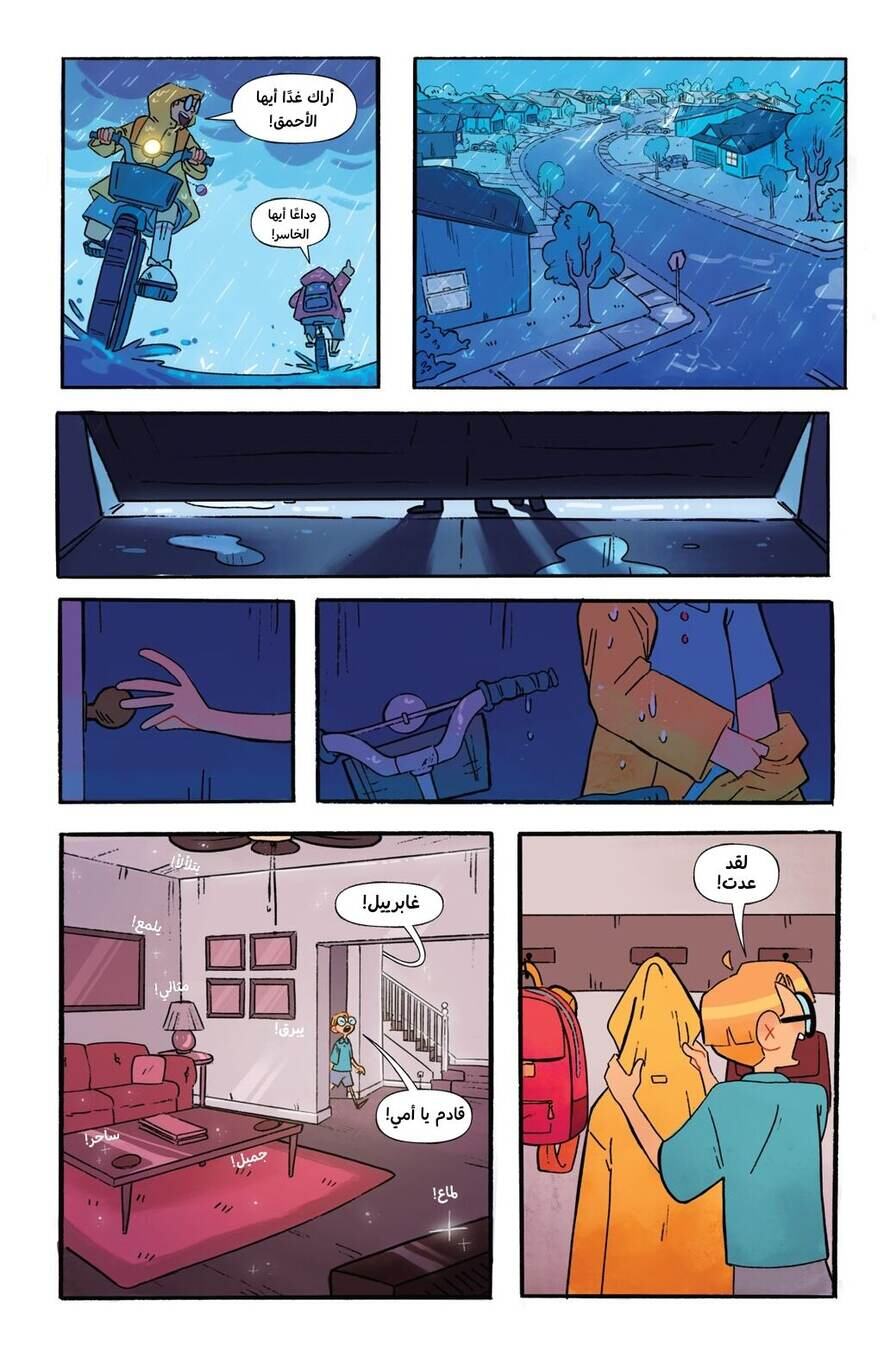 أراك غدًا أيها
الأحمق!
وداعًا أيها
الخاسر!
لقد
عدت!
يتلألأ!
غابرييل!
يلمع!
مثالي!
يبرق!
قادم يا أمي!
ساحر!
جميل!
لماع!